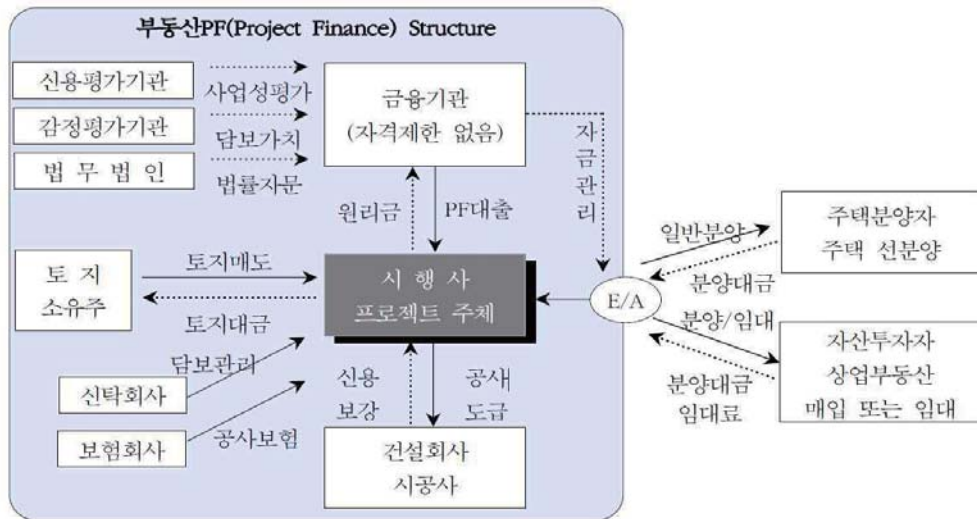 부동산PF(Project Finance) Structure
신용평가기관
사업성평가
감정평가기관
담보가치
법 무 법 인
법률자문
금융기관
(자격제한 없음)
자금관리
원리금
PF대출
토 지
소유주
토지매도
토지대금
시 행 사
프로젝트 주체
E/A
일반분양
분양대금
주택분양자
주택 선분양
분양/임대
분양대금
임대료
자산투자자
상업부동산
매입 또는 임대
담보관리
신탁회사
보험회사
공사보험
신용
보강
공사
도급
건설회사
시공사